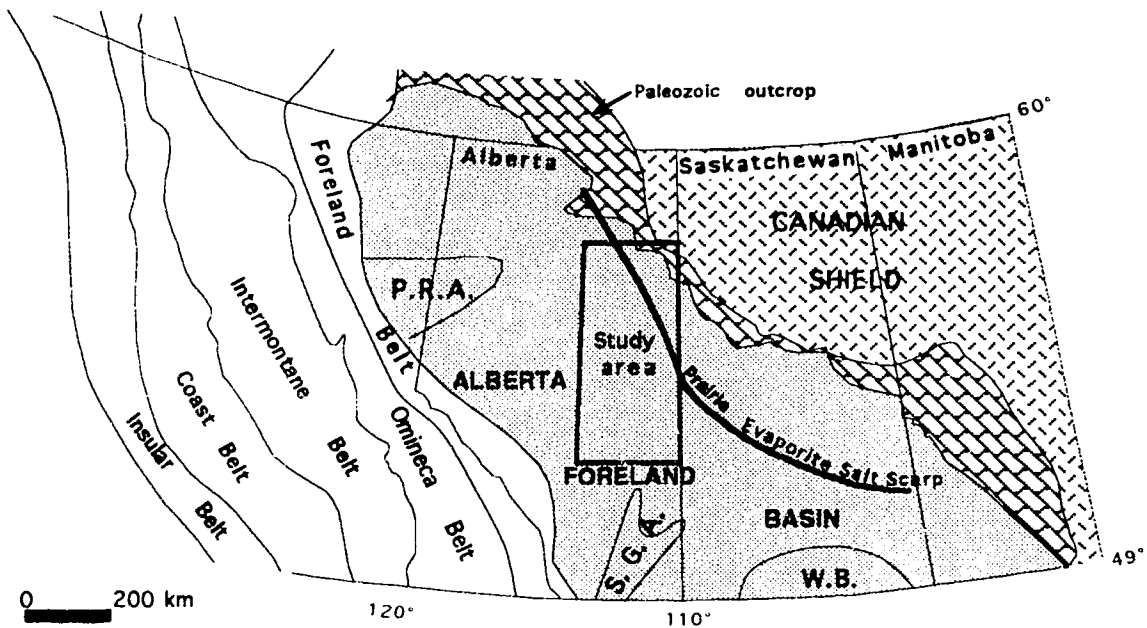 Paleozoic outcrop
60°
Alberta
Saskatchewan
Manitoba
Foreland
Belt
CANADIAN
SHIELD
P.R.A.
Intermontane
Belt
Study
area
ALBERTA
Prairie Evaporite Salt Scarp
Coast
Belt
Omineca
Belt
Insular
Belt
FORELAND
BASIN
S. G. A.
W.B.
49°
0 200 km
120°
110°